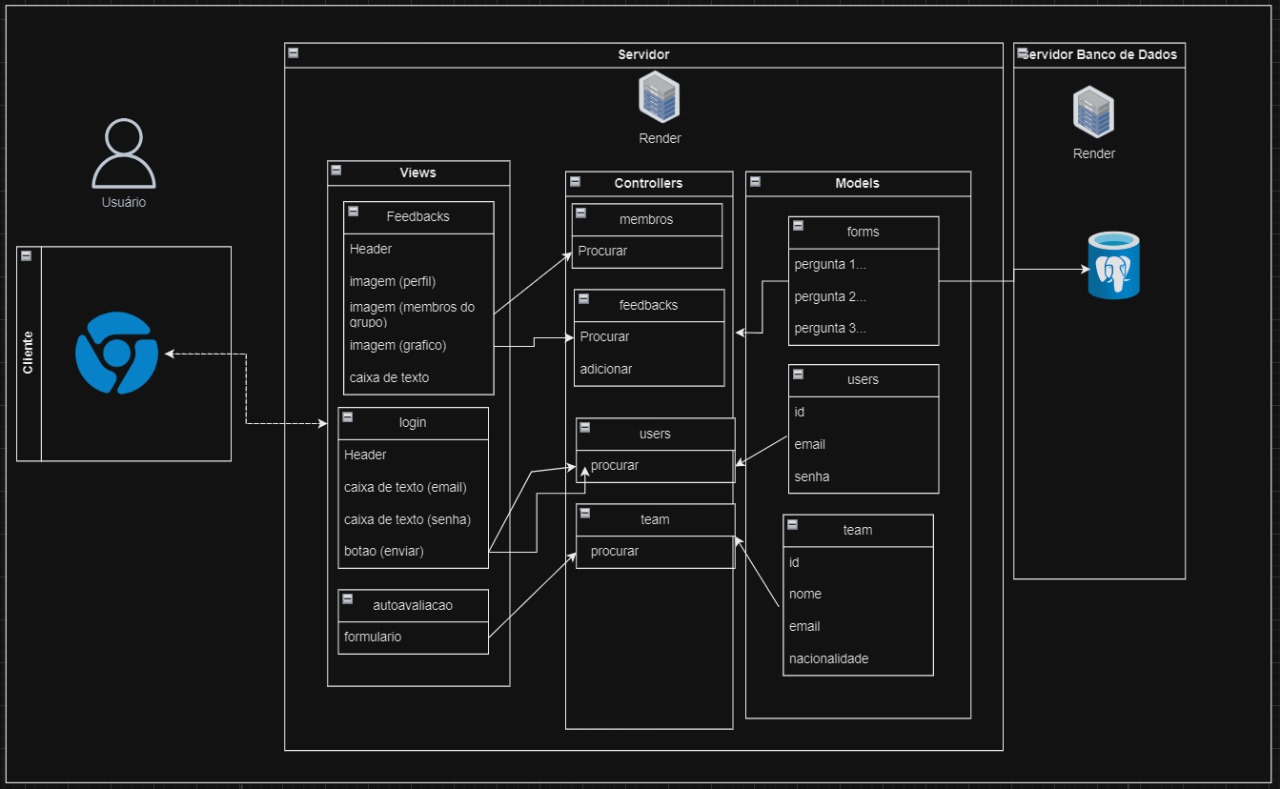 Usuário
Cliente
Servidor
Render
Views
Feedbacks
Header
imagem (perfil)
imagem (membros do
grupo)
imagem (grafico)
caixa de texto
login
Header
caixa de texto (email)
caixa de texto (senha)
botao (enviar)
autoavaliacao
formulario
Controllers
membros
Procurar
feedbacks
Procurar
adicionar
users
procurar
team
procurar
Models
forms
pergunta 1...
pergunta 2...
pergunta 3...
users
id
email
senha
team
id
nome
email
nacionalidade
Servidor Banco de Dados
Render